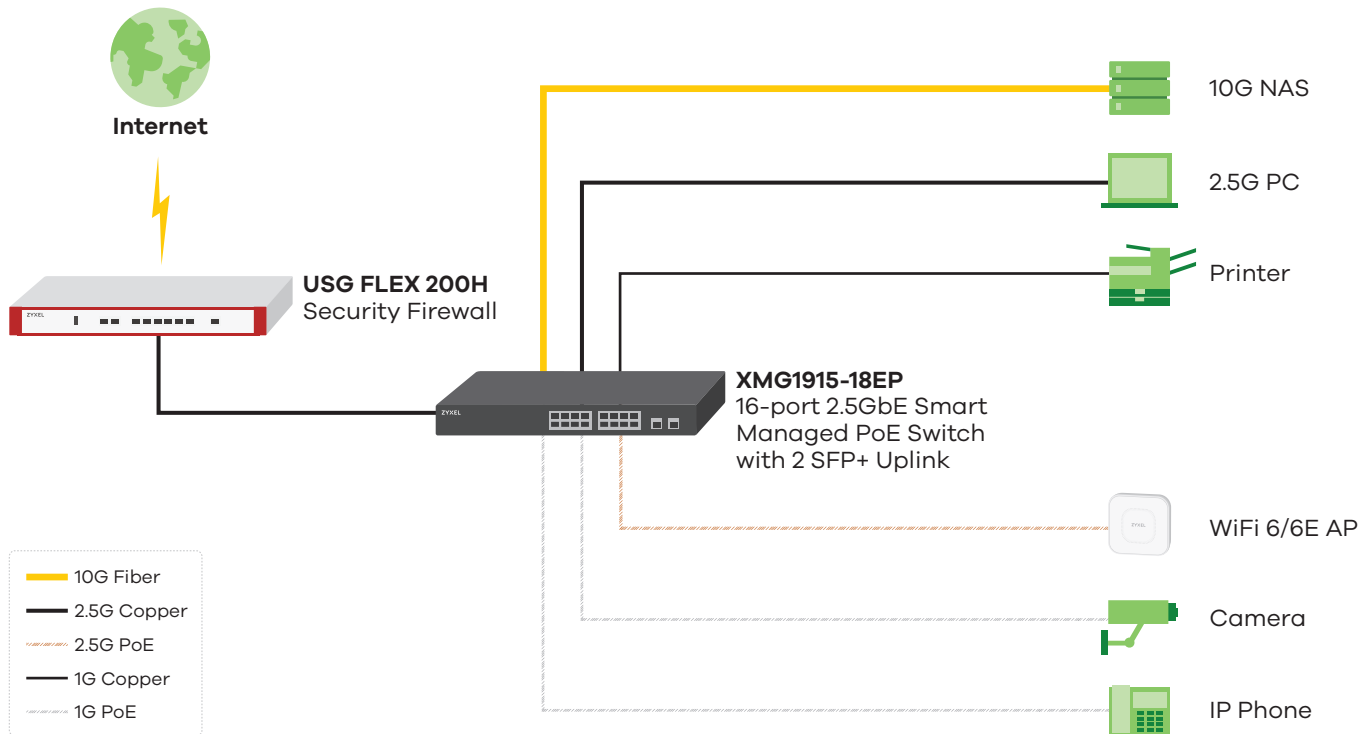 Internet
10G NAS
2.5G PC
Printer
USG FLEX 200H
Security Firewall
ZYXEL
XMG1915-18EP
16-port 2.5GbE Smart
Managed PoE Switch
with 2 SFP+ Uplink
ZYXEL
ZYXEL
WiFi 6/6E AP
Camera
IP Phone
10G Fiber
2.5G Copper
2.5G PoE
1G Copper
1G PoE